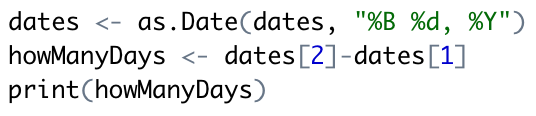 dates <- as.Date(dates, "%B %d, %Y")
howManyDays <- dates[2]-dates[1]
print(howManyDays)